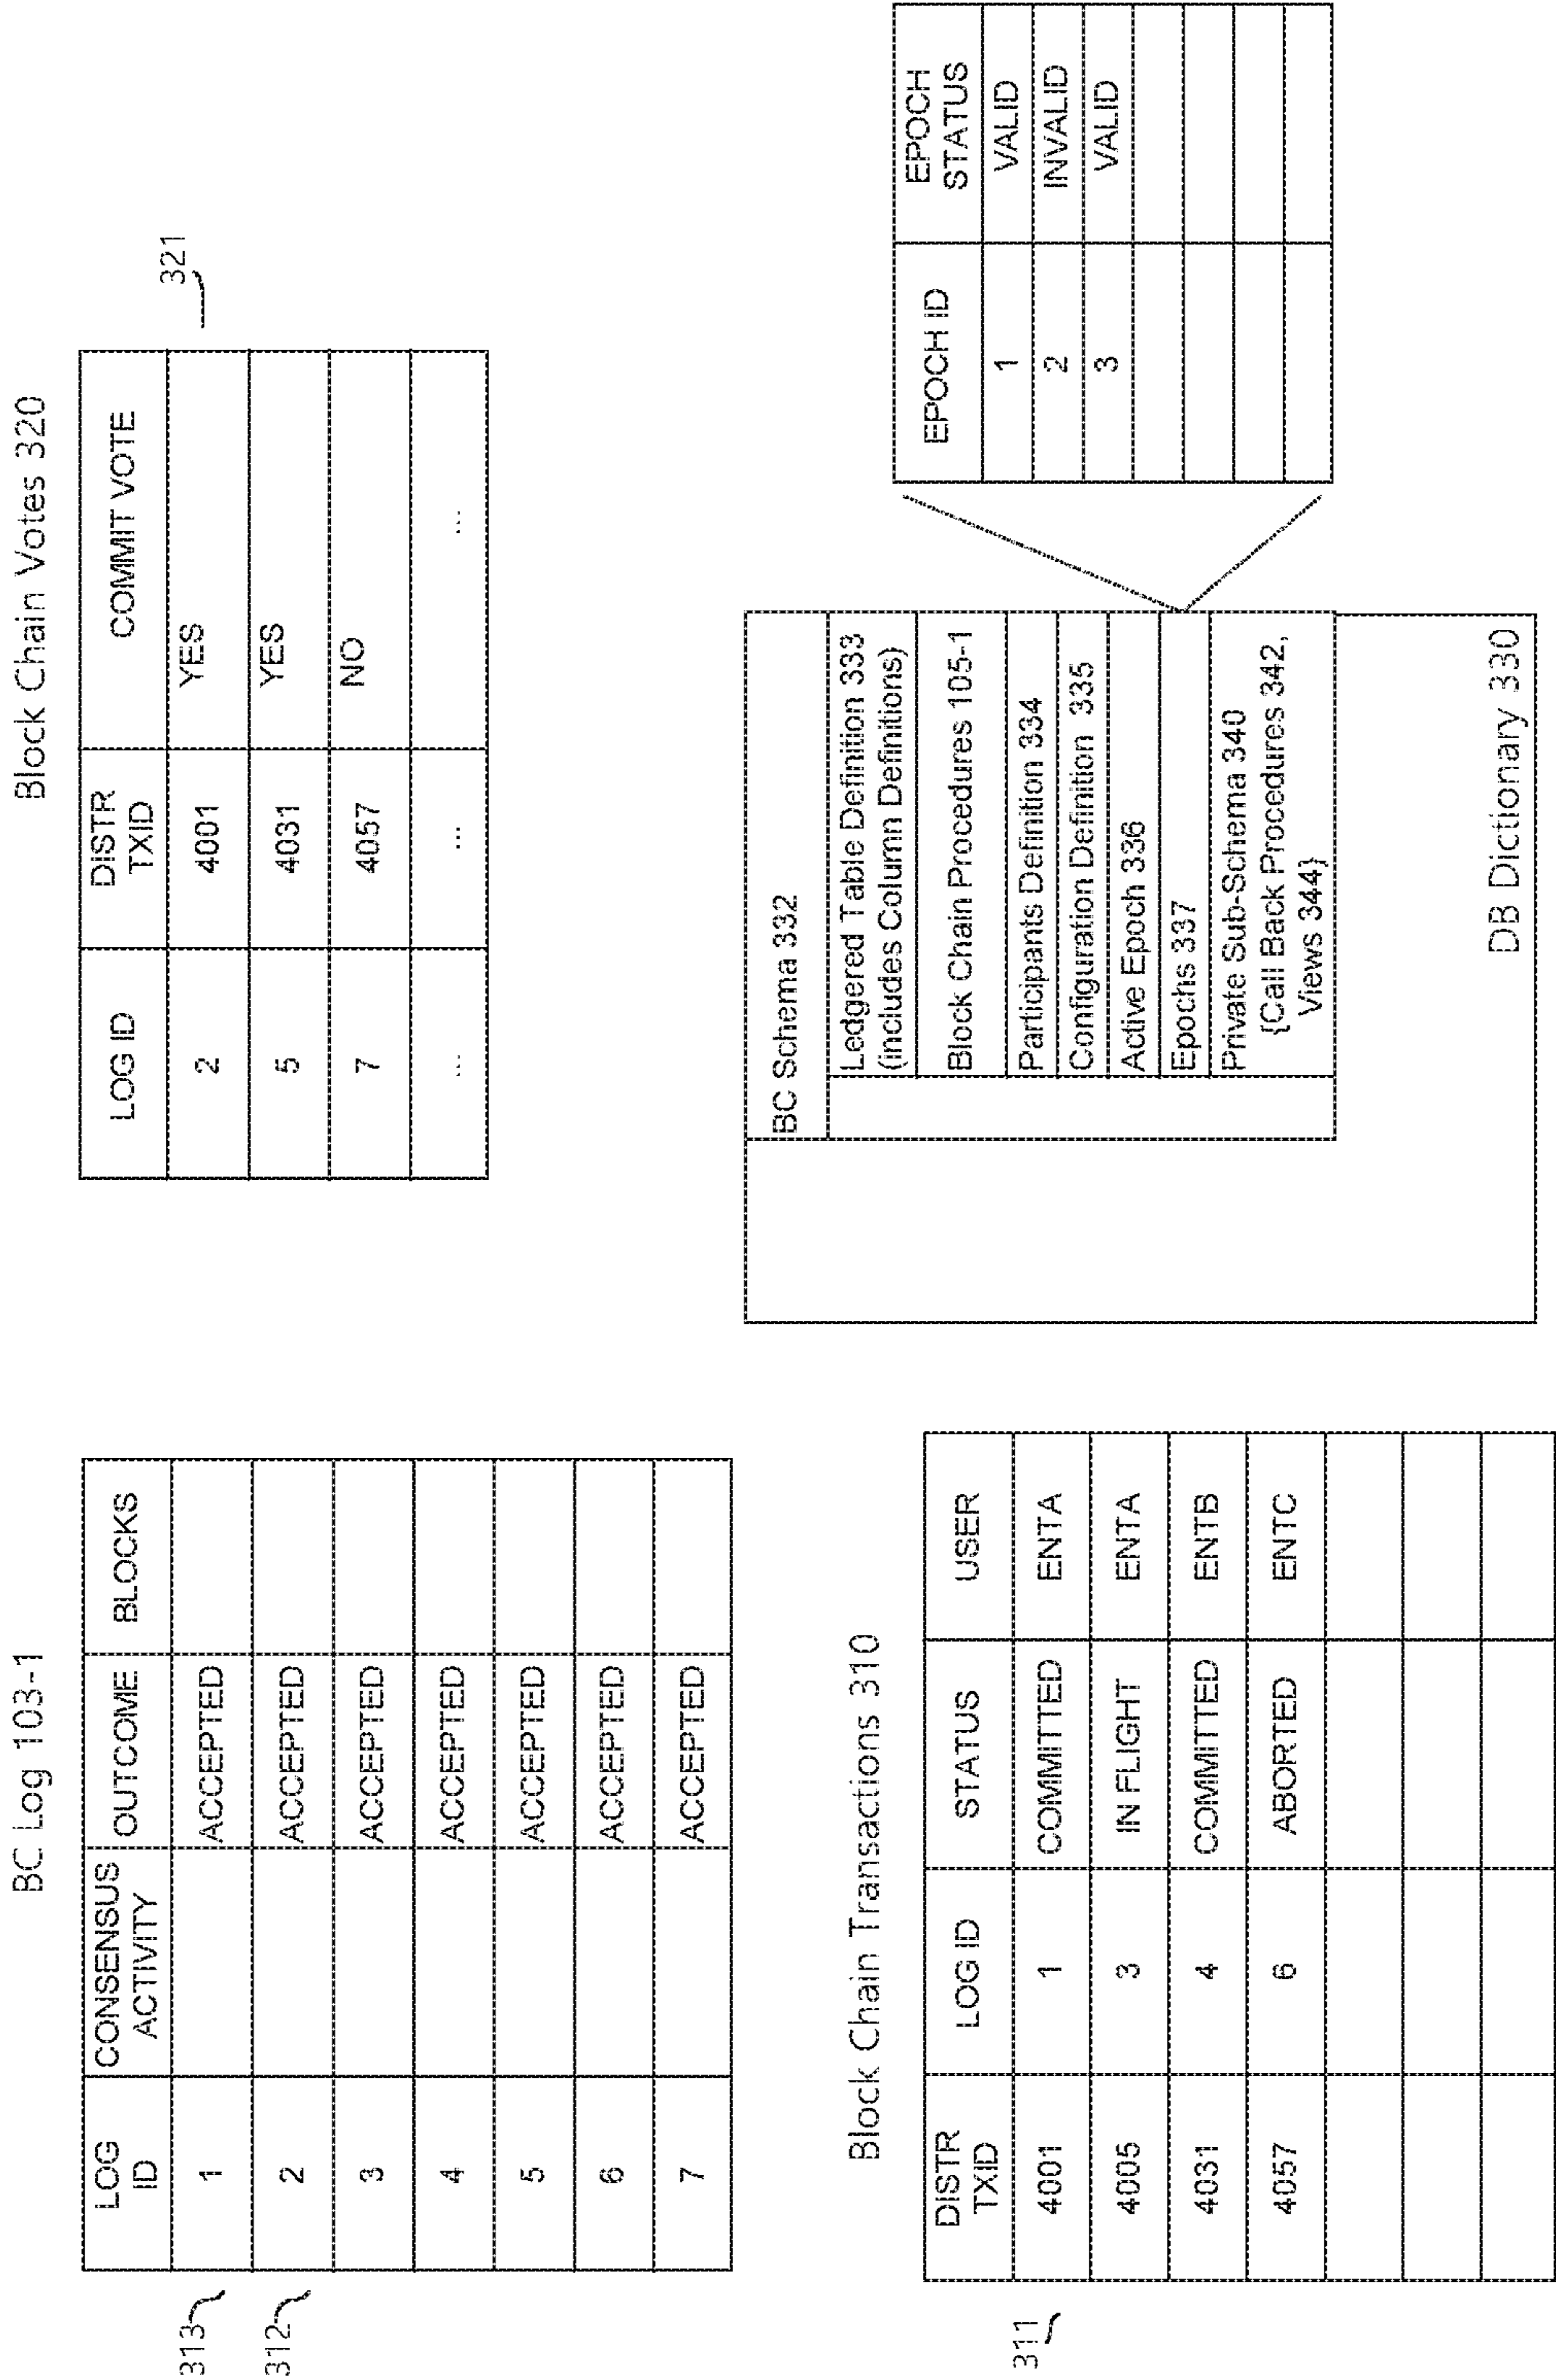 BC Log 103-1
LOG ID
CONSENSUS ACTIVITY
OUTCOME
BLOCKS
313
1 ACCEPTED
312
2 ACCEPTED
3 ACCEPTED
4 ACCEPTED
5 ACCEPTED
6 ACCEPTED
7 ACCEPTED
Block Chain Votes 320
LOG ID
DISTR TXID
COMMIT VOTE
2 4001 YES
321
5 4031 YES
7 4057 NO
... ... ...
Block Chain Transactions 310
DISTR TXID
LOG ID
STATUS
USER
311
4001 1 COMMITTED ENTA
4005 3 IN FLIGHT ENTA
4031 4 COMMITTED ENTB
4057 6 ABORTED ENTC
BC Schema 332
Ledgered Table Definition 333
(includes Column Definitions)
Block Chain Procedures 105-1
Participants Definition 334
Configuration Definition 335
Active Epoch 336
Epochs 337
Private Sub-Schema 340
{Call Back Procedures 342,
Views 344}
DB Dictionary 330
EPOCH ID
EPOCH STATUS
1 VALID
2 INVALID
3 VALID